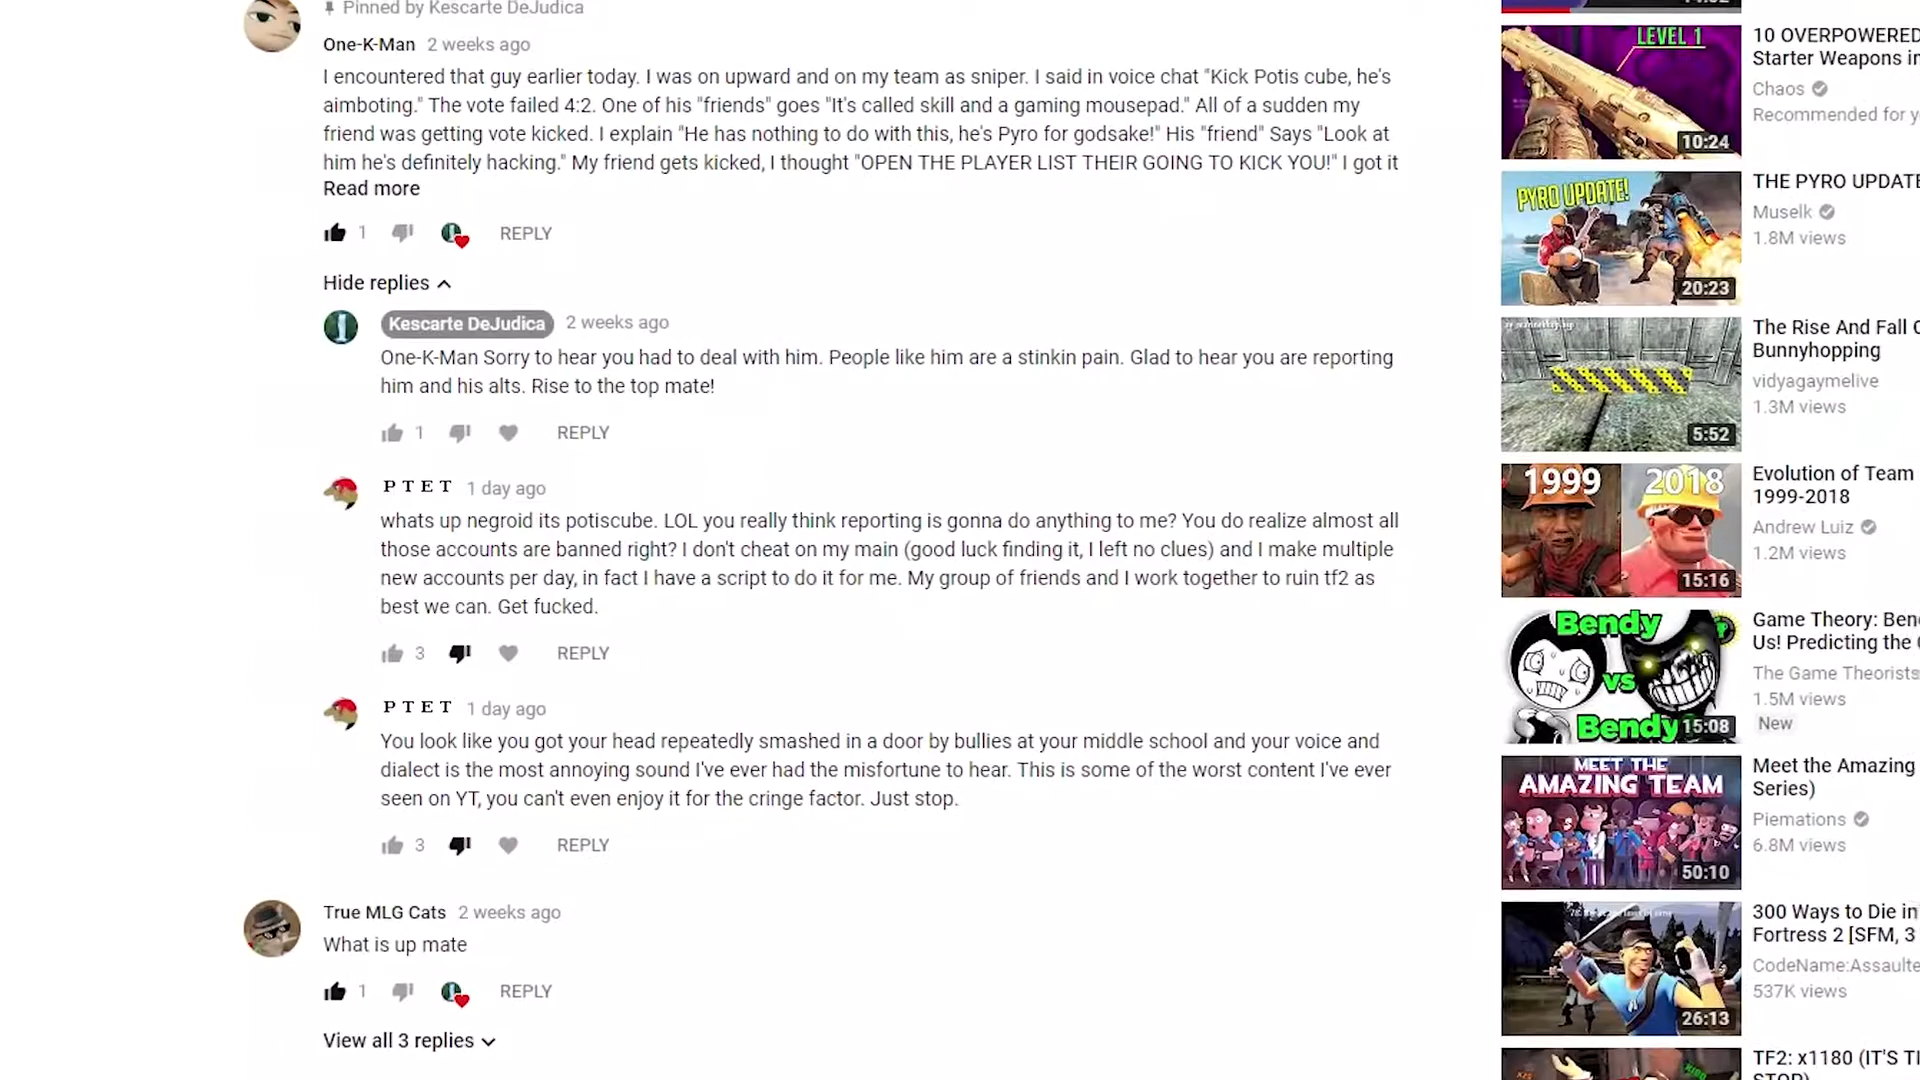 Pinned by Kescarte DeJudica
One-K-Man 2 weeks ago
I encountered that guy earlier today. I was on upward and on my team as sniper. I said in voice chat "Kick Potis cube, he's
aimboting." The vote failed 4:2. One of his "friends" goes "It's called skill and a gaming mousepad." All of a sudden my
friend was getting vote kicked. I explain "He has nothing to do with this, he's Pyro for godsake!" His "friend" Says "Look at
him he's definitely hacking." My friend gets kicked, I thought "OPEN THE PLAYER LIST THEIR GOING TO KICK YOU!" I got it
Read more
1 REPLY
Hide replies
Kescarte DeJudica 2 weeks ago
One-K-Man Sorry to hear you had to deal with him. People like him are a stinkin pain. Glad to hear you are reporting
him and his alts. Rise to the top mate!
1 REPLY
P T E T 1 day ago
whats up negroid its potiscube. LOL you really think reporting is gonna do anything to me? You do realize almost all
those accounts are banned right? I don't cheat on my main (good luck finding it, I left no clues) and I make multiple
new accounts per day, in fact I have a script to do it for me. My group of friends and I work together to ruin tf2 as
best we can. Get fucked.
3 REPLY
P T E T 1 day ago
You look like you got your head repeatedly smashed in a door by bullies at your middle school and your voice and
dialect is the most annoying sound I've ever had the misfortune to hear. This is some of the worst content I've ever
seen on YT, you can't even enjoy it for the cringe factor. Just stop.
3 REPLY
True MLG Cats 2 weeks ago
What is up mate
1 REPLY
View all 3 replies
LEVEL 1
10:24
10 OVERPOWERED
Starter Weapons in
Chaos
Recommended for y
PYRO UPDATE!
20:23
THE PYRO UPDATE
Muselk
1.8M views
5:52
The Rise And Fall O
Bunnyhopping
vidyagaymelive
1.3M views
1999 2018
15:16
Evolution of Team
1999-2018
Andrew Luiz
1.2M views
Bendy
vs
Bendy
15:08
Game Theory: Ben
Us! Predicting the
The Game Theorists
1.5M views
New
MEET THE
AMAZING TEAM
50:10
Meet the Amazing
Series)
Piemations
6.8M views
26:13
300 Ways to Die in
Fortress 2 [SFM, 3
CodeName:Assaulte
537K views
TF2: x1180 (IT'S TI
STOP)